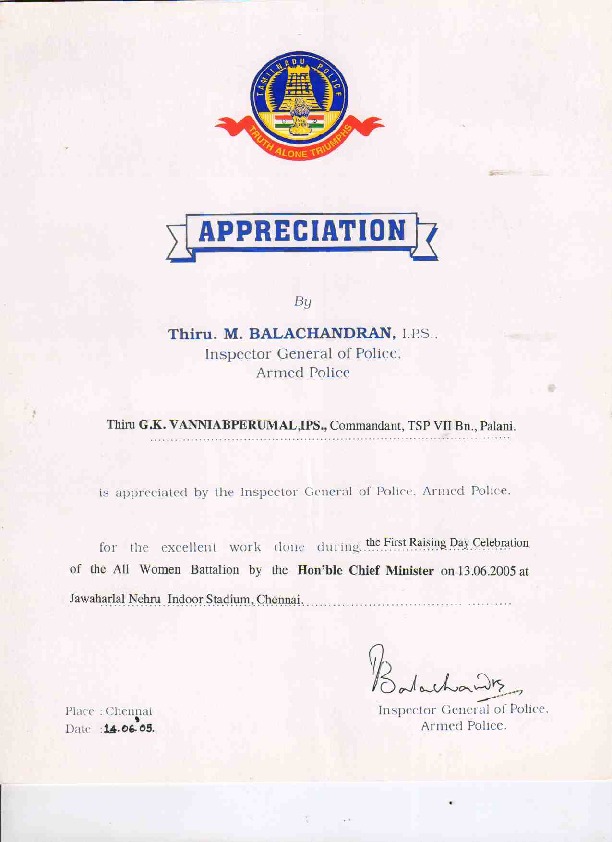 TAMILNADU POLICE
TRUTH ALONE TRIUMPHS
APPRECIATION
By
Thiru. M. BALACHANDRAN, I.P.S.,
Inspector General of Police,
Armed Police
Thiru G.K. VANNIABPERUMAL,IPS., Commandant, TSP VII Bn., Palani.
is appreciated by the Inspector General of Police, Armed Police.
for the excellent work done during the First Raising Day Celebration
of the All Women Battalion by the Hon'ble Chief Minister on 13.06.2005 at
Jawaharlal Nehru Indoor Stadium, Chennai.
Balachandran
Inspector General of Police,
Armed Police.
Place : Chennai
Date : 14.06.05.